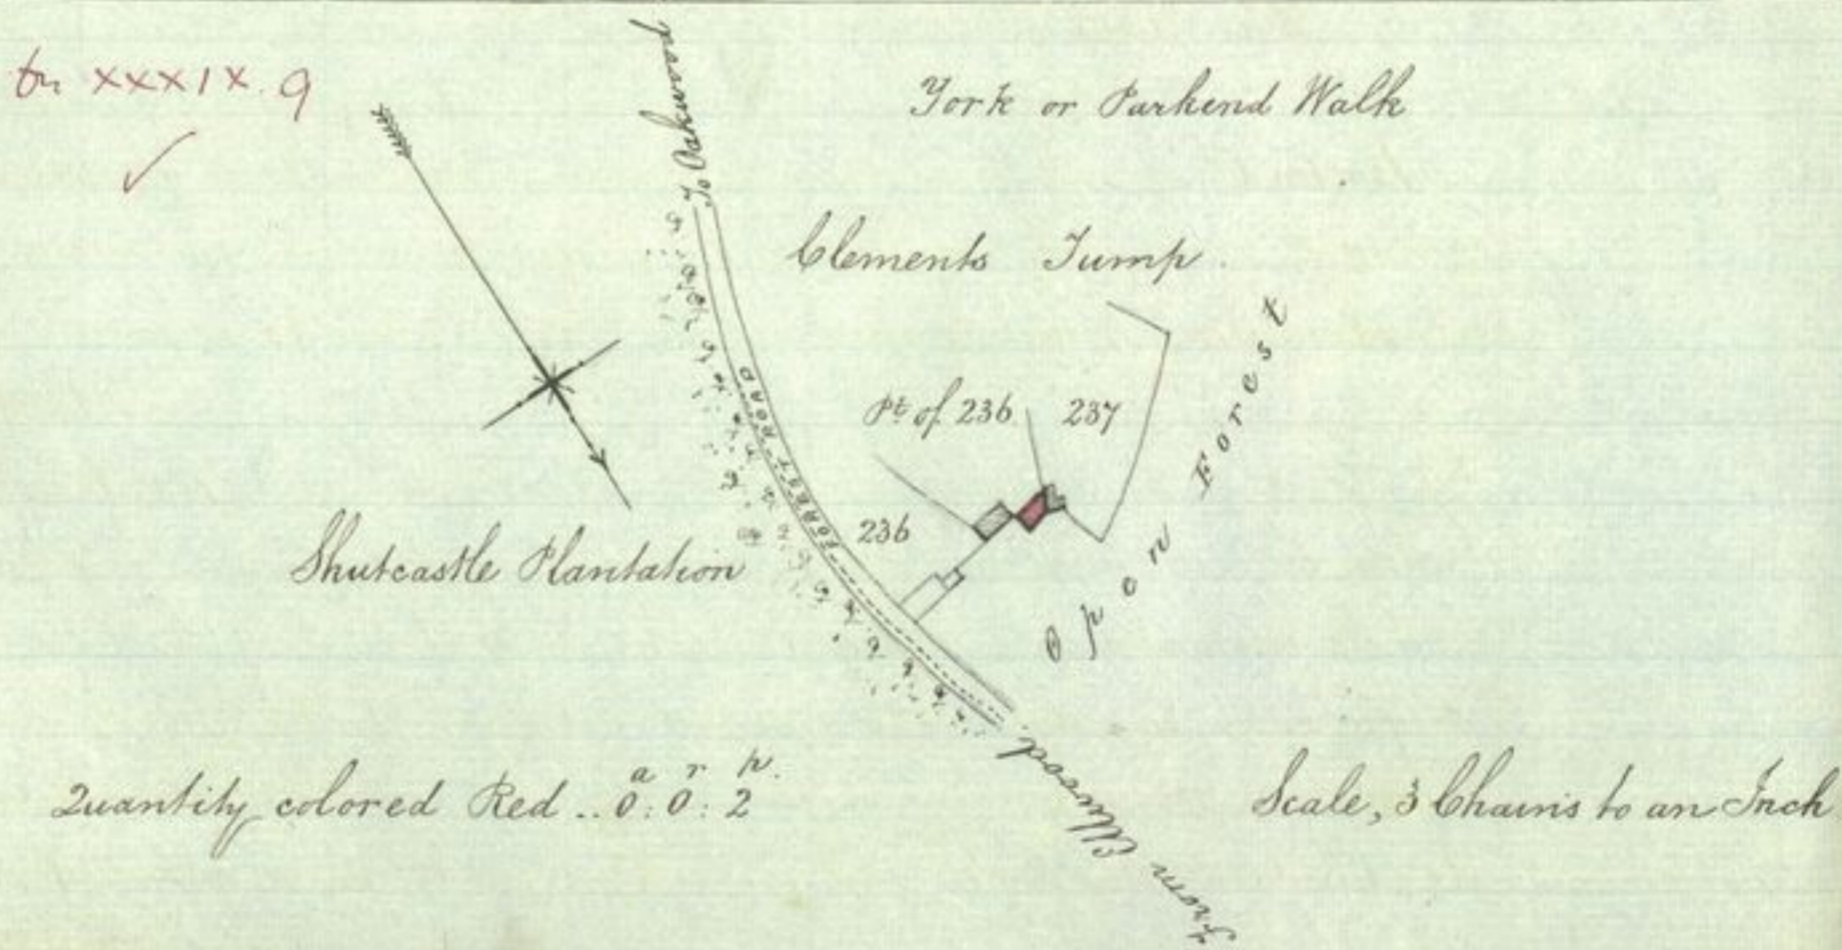 on XXXIX. 9
York or Parkend Walk
To Oakwood
Clements Tump.
Open Forest
FOREST ROAD
Pt of 236
237
236
Shutcastle Plantation
a r p.
Quantity colored Red .. 0 : 0 : 2
From Ellwood.
Scale, 3 Chains to an Inch